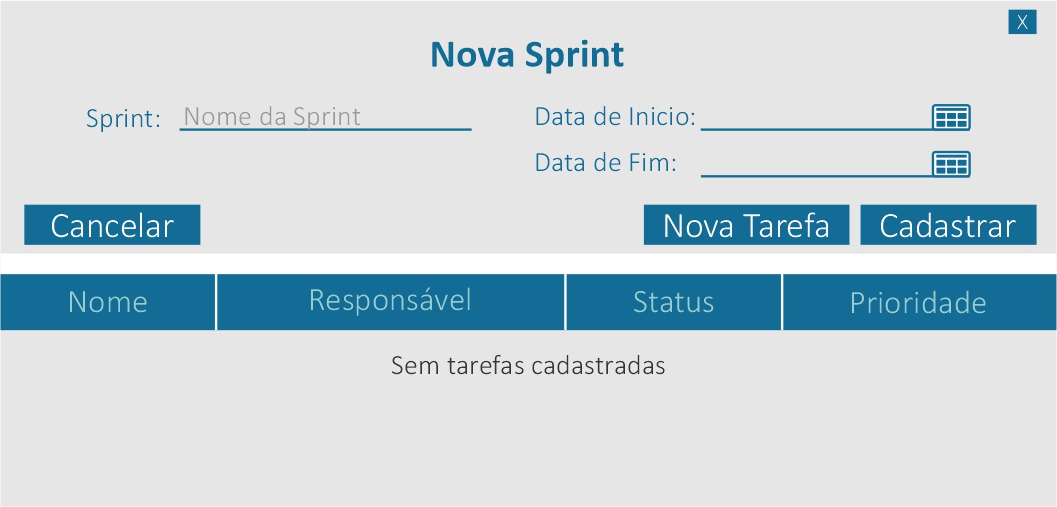 X
Nova Sprint
Sprint: Nome da Sprint
Data de Inicio:
Data de Fim:
Cancelar
Nova Tarefa
Cadastrar
Nome
Responsável
Status
Prioridade
Sem tarefas cadastradas